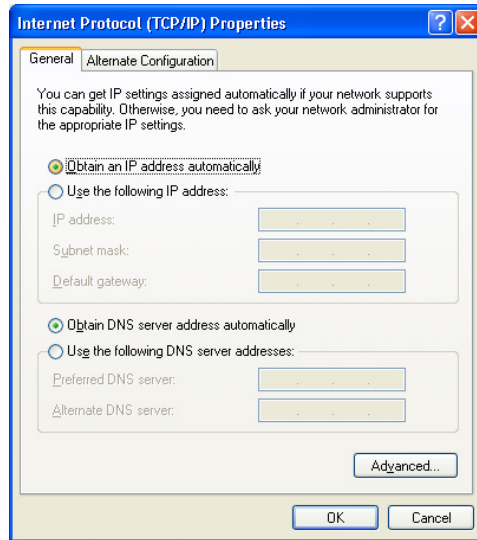 Internet Protocol (TCP/IP) Properties
General Alternate Configuration
You can get IP settings assigned automatically if your network supports
this capability. Otherwise, you need to ask your network administrator for
the appropriate IP settings.
Obtain an IP address automatically
Use the following IP address:
IP address:
Subnet mask:
Default gateway:
Obtain DNS server address automatically
Use the following DNS server addresses:
Preferred DNS server:
Alternate DNS server:
Advanced...
OK Cancel